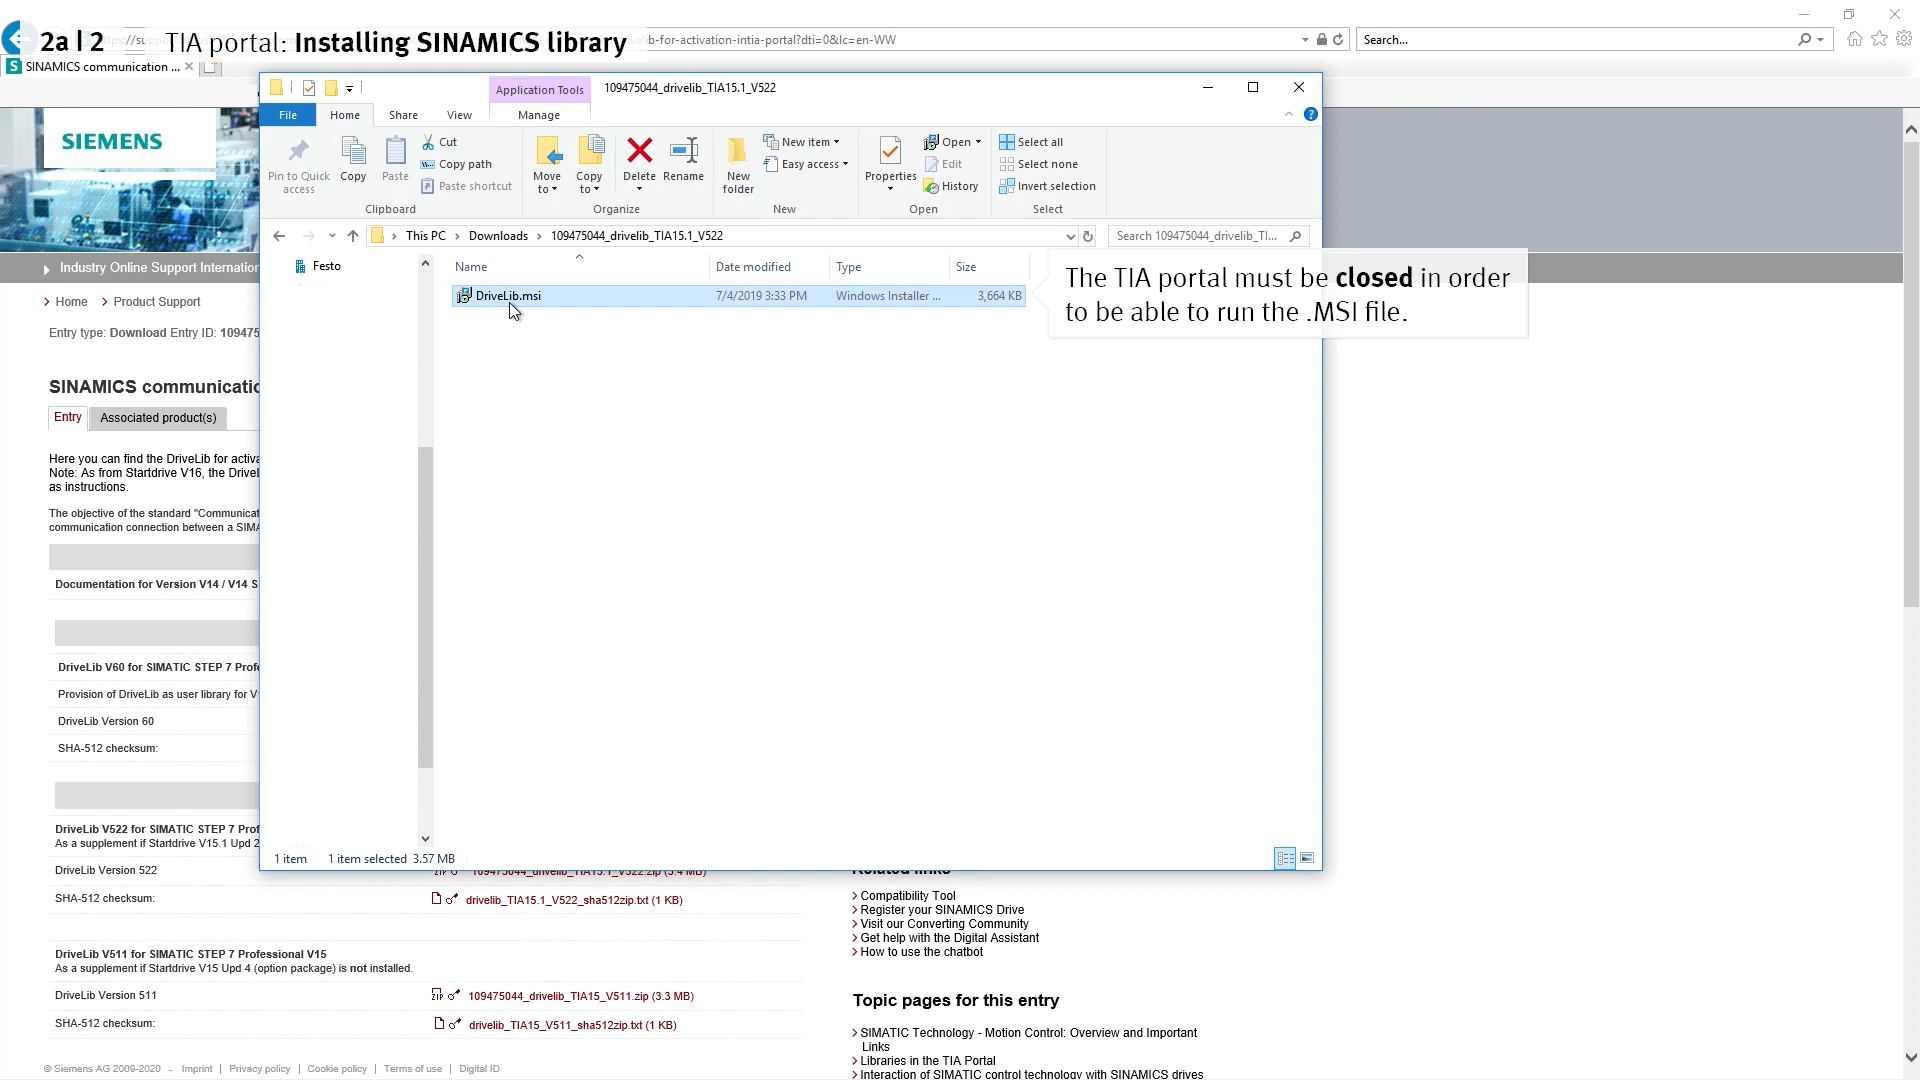 2a | 2 TIA portal: Installing SINAMICS library
lib-for-activation-intia-portal?dti=0&lc=en-WW
Search...
SINAMICS communication ...
Application Tools
109475044_drivelib_TIA15.1_V522
File Home Share View Manage
SIEMENS
Pin to Quick access
Copy
Paste
Cut
Copy path
Paste shortcut
Move to
Copy to
Delete
Rename
New folder
New item
Easy access
Properties
Open
Edit
History
Select all
Select none
Invert selection
Clipboard Organize New Open Select
This PC Downloads 109475044_drivelib_TIA15.1_V522
Search 109475044_drivelib_TI...
Industry Online Support Internation
Festo
Name Date modified Type Size
DriveLib.msi 7/4/2019 3:33 PM Windows Installer ... 3,664 KB
The TIA portal must be closed in order
to be able to run the .MSI file.
Home Product Support
Entry type: Download Entry ID: 109475
SINAMICS communicatio
Entry Associated product(s)
Here you can find the DriveLib for activa
Note: As from Startdrive V16, the Drivel
as instructions.
The objective of the standard "Communicat
communication connection between a SIMA
Documentation for Version V14 / V14 S
DriveLib V60 for SIMATIC STEP 7 Profe
Provision of DriveLib as user library for V
DriveLib Version 60
SHA-512 checksum:
DriveLib V522 for SIMATIC STEP 7 Prof
As a supplement if Startdrive V15.1 Upd 2
1 item 1 item selected 3.57 MB
DriveLib Version 522
109475044_drivelib_TIA15.1_V522.zip (3.4 MB)
SHA-512 checksum:
drivelib_TIA15.1_V522_sha512zip.txt (1 KB)
DriveLib V511 for SIMATIC STEP 7 Professional V15
As a supplement if Startdrive V15 Upd 4 (option package) is not installed.
DriveLib Version 511
ZIP 109475044_drivelib_TIA15_V511.zip (3.3 MB)
SHA-512 checksum:
drivelib_TIA15_V511_sha512zip.txt (1 KB)
Related links
Compatibility Tool
Register your SINAMICS Drive
Visit our Converting Community
Get help with the Digital Assistant
How to use the chatbot
Topic pages for this entry
SIMATIC Technology - Motion Control: Overview and Important
Links
Libraries in the TIA Portal
Interaction of SIMATIC control technology with SINAMICS drives
© Siemens AG 2009-2020 - Imprint | Privacy policy | Cookie policy | Terms of use | Digital ID